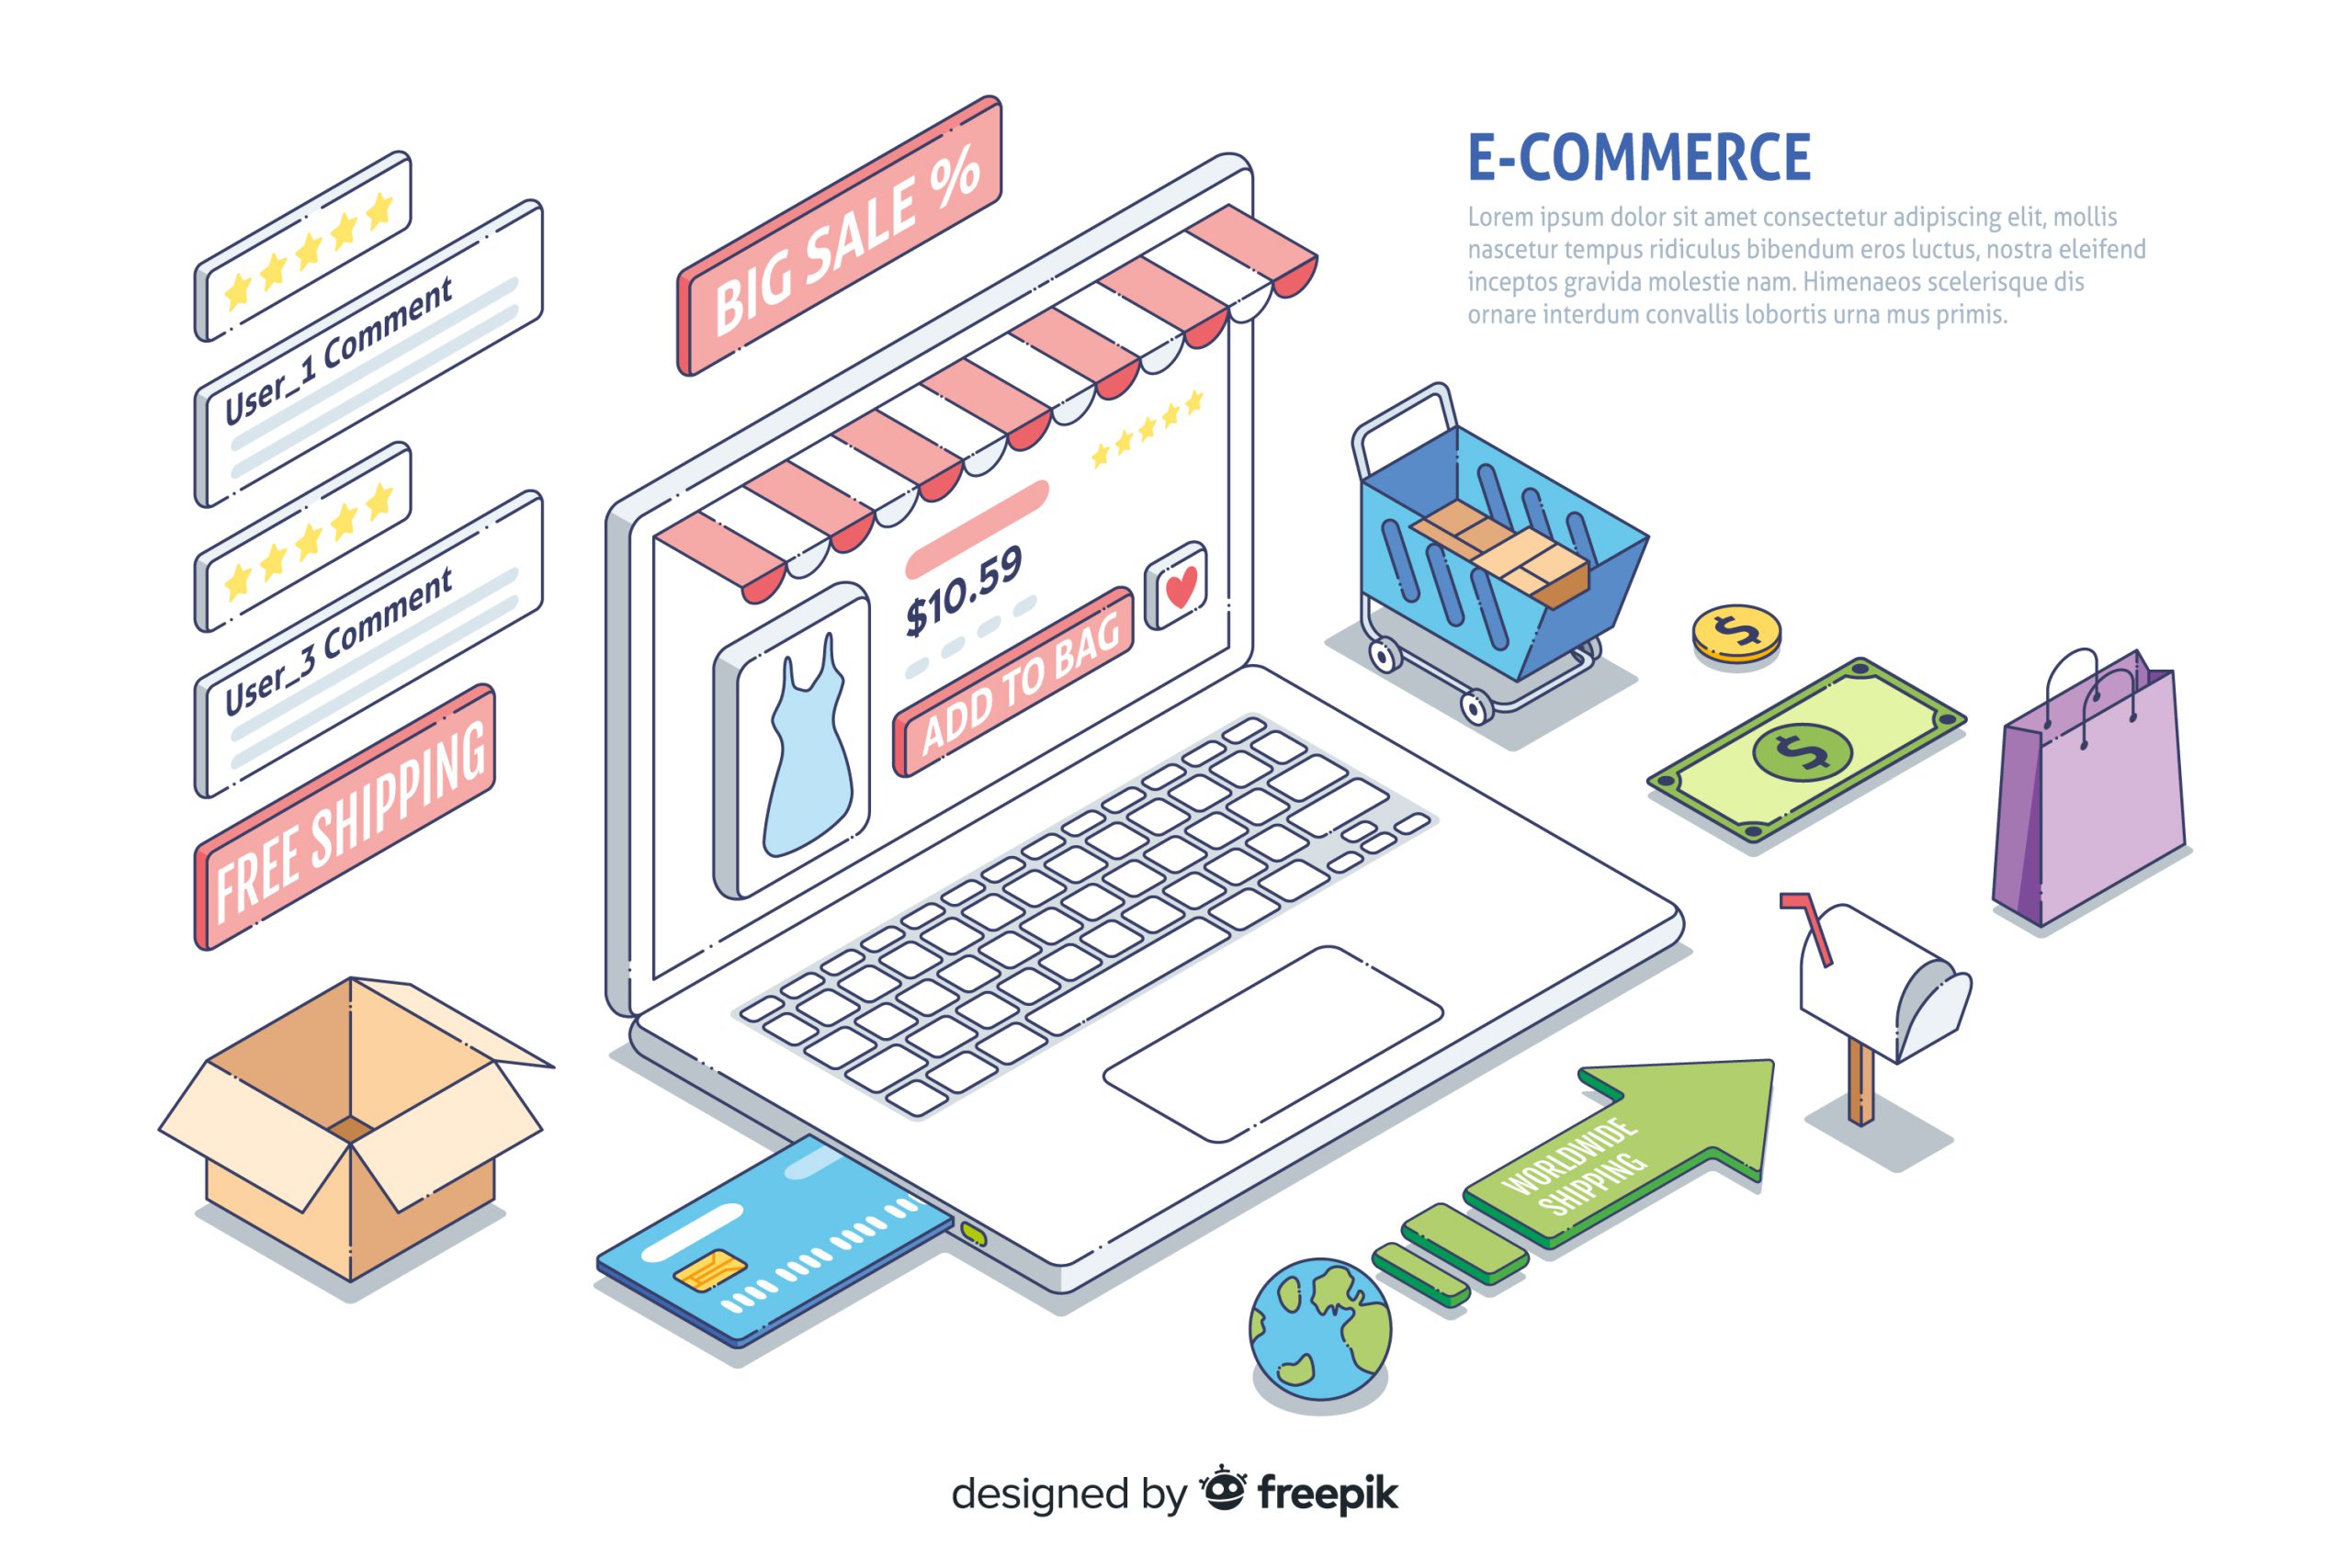 E-COMMERCE
Lorem ipsum dolor sit amet consectetur adipiscing elit, mollis
nascetur tempus ridiculus bibendum eros luctus, nostra eleifend
inceptos gravida molestie nam. Himenaeos scelerisque dis
ornare interdum convallis lobortis urna mus primis.
BIG SALE %
User_1 Comment
User_3 Comment
FREE SHIPPING
$10.59
ADD TO BAG
$
$
WORLDWIDE
SHIPPING
designed by freepik